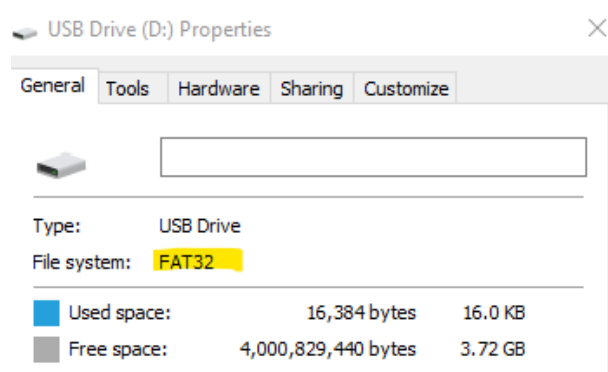 USB Drive (D:) Properties
General Tools Hardware Sharing Customize
Type: USB Drive
File system: FAT32
Used space: 16,384 bytes 16.0 KB
Free space: 4,000,829,440 bytes 3.72 GB